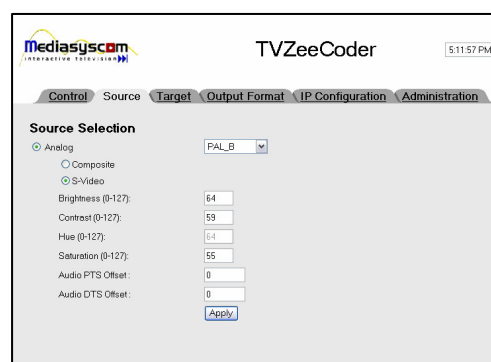 Mediasyscom
interactive television
TVZeeCoder
5:11:57 PM
Control Source Target Output Format IP Configuration Administration
Source Selection
Analog PAL_B
Composite
S-Video
Brightness (0-127): 64
Contrast (0-127): 59
Hue (0-127): 64
Saturation (0-127): 55
Audio PTS Offset : 0
Audio DTS Offset : 0
Apply